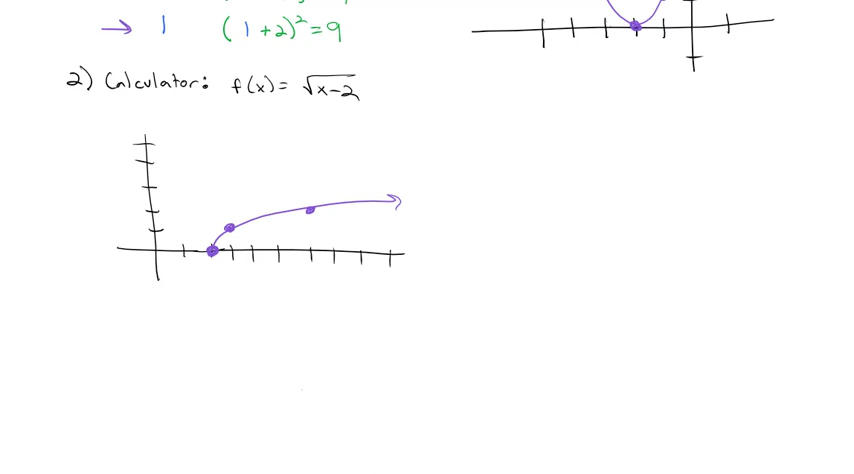 → 1 (1+2)²=9
2) Calculator: f(x)= √x-2